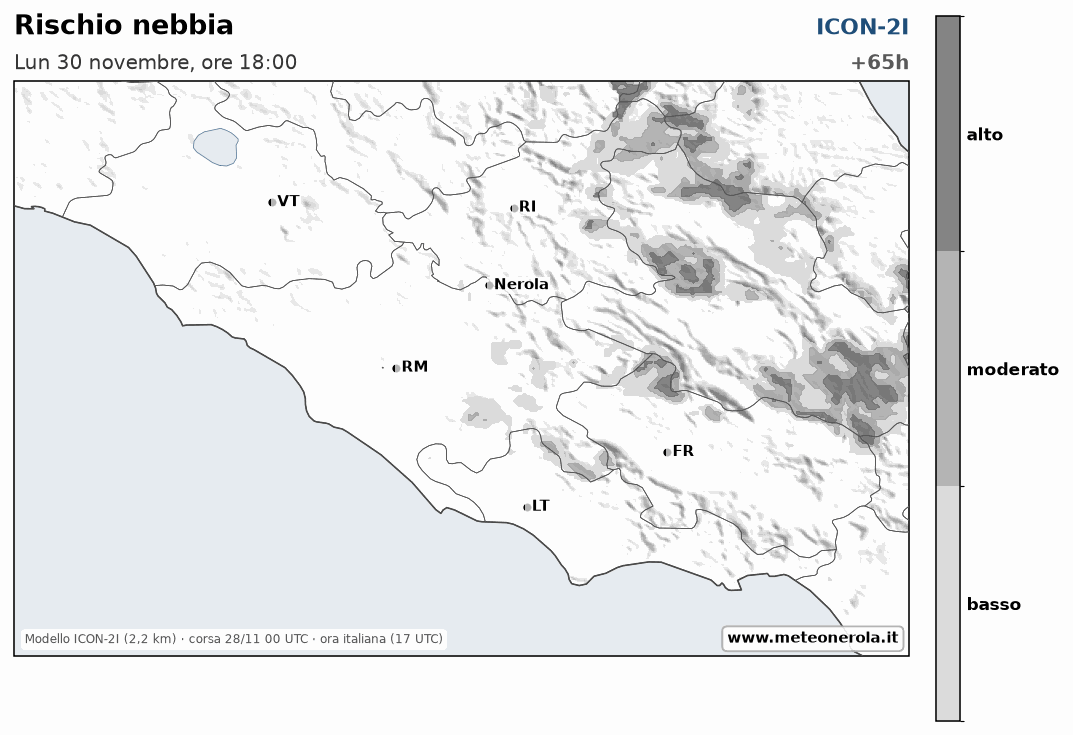 Rischio nebbia
ICON-2I
Lun 30 novembre, ore 18:00
+65h
alto
VT
RI
Nerola
RM
moderato
FR
LT
basso
Modello ICON-2I (2,2 km) · corsa 28/11 00 UTC · ora italiana (17 UTC)
www.meteonerola.it